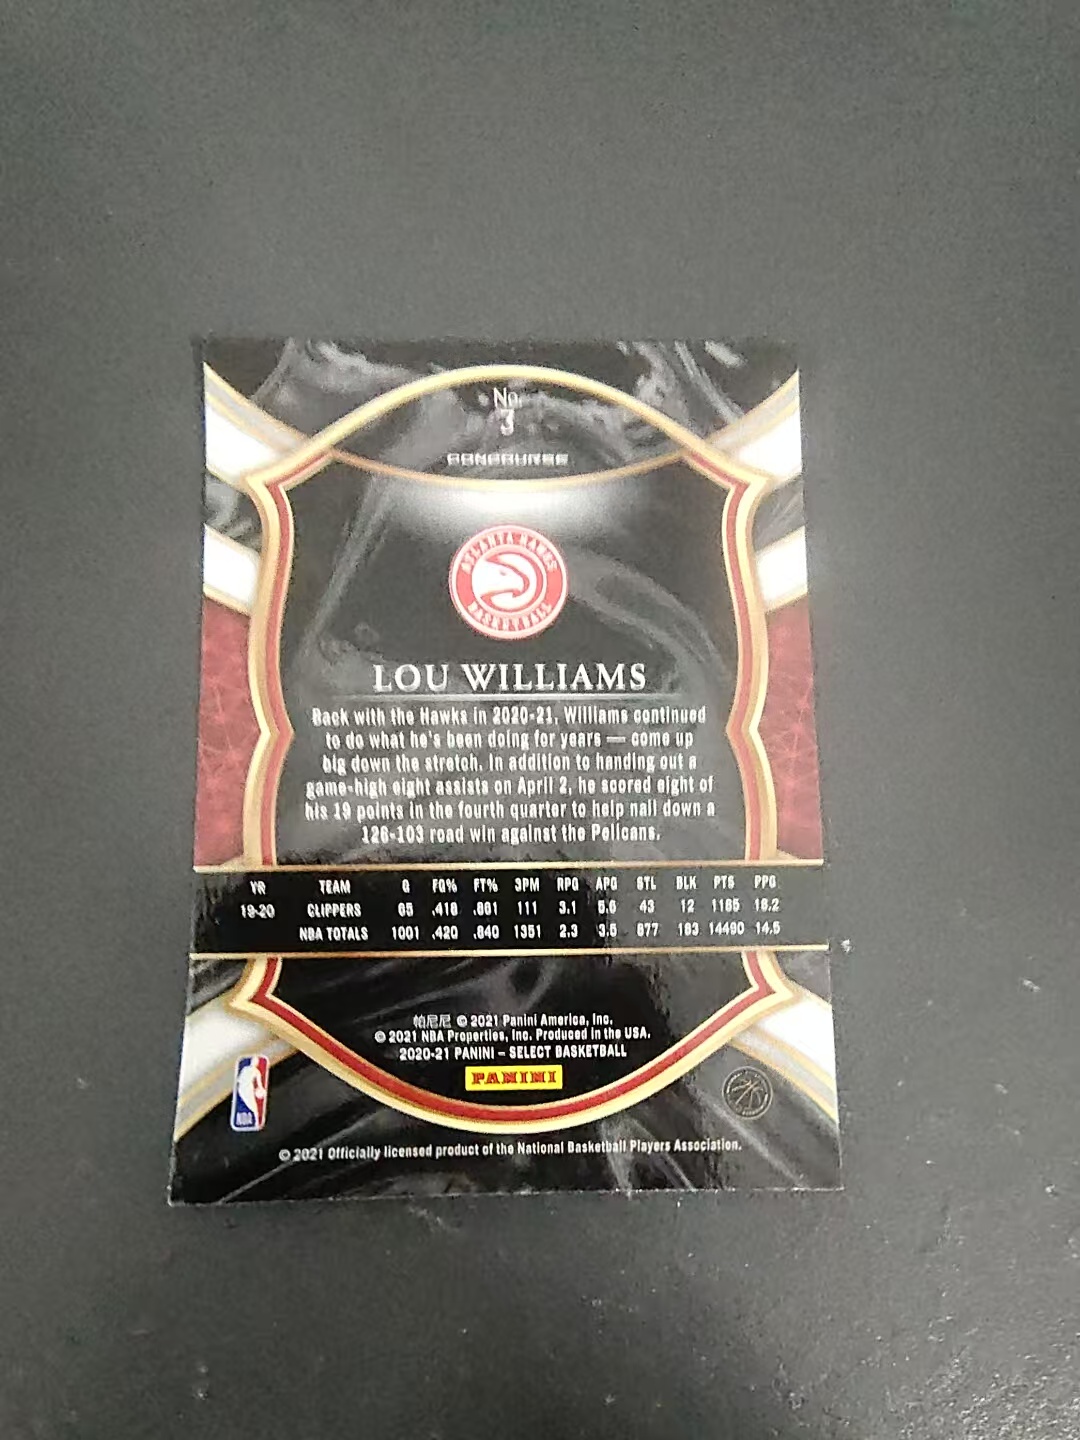 No.
3
CONCOURSE
ATLANTA HAWKS
BASKETBALL
LOU WILLIAMS
Back with the Hawks in 2020-21, Williams continued
to do what he's been doing for years — come up
big down the stretch. In addition to handing out a
game-high eight assists on April 2, he scored eight of
his 19 points in the fourth quarter to help nail down a
126-103 road win against the Pelicans.
YR TEAM G FG% FT% 3PM RPG APG STL BLK PTS PPG
19-20 CLIPPERS 65 .418 .861 111 3.1 5.6 43 12 1185 18.2
NBA TOTALS 1001 .420 .840 1351 2.3 3.5 877 183 14490 14.5
帕尼尼 © 2021 Panini America, Inc.
© 2021 NBA Properties, Inc. Produced in the USA.
2020-21 PANINI – SELECT BASKETBALL
PANINI
NBA
© 2021 Officially licensed product of the National Basketball Players Association.